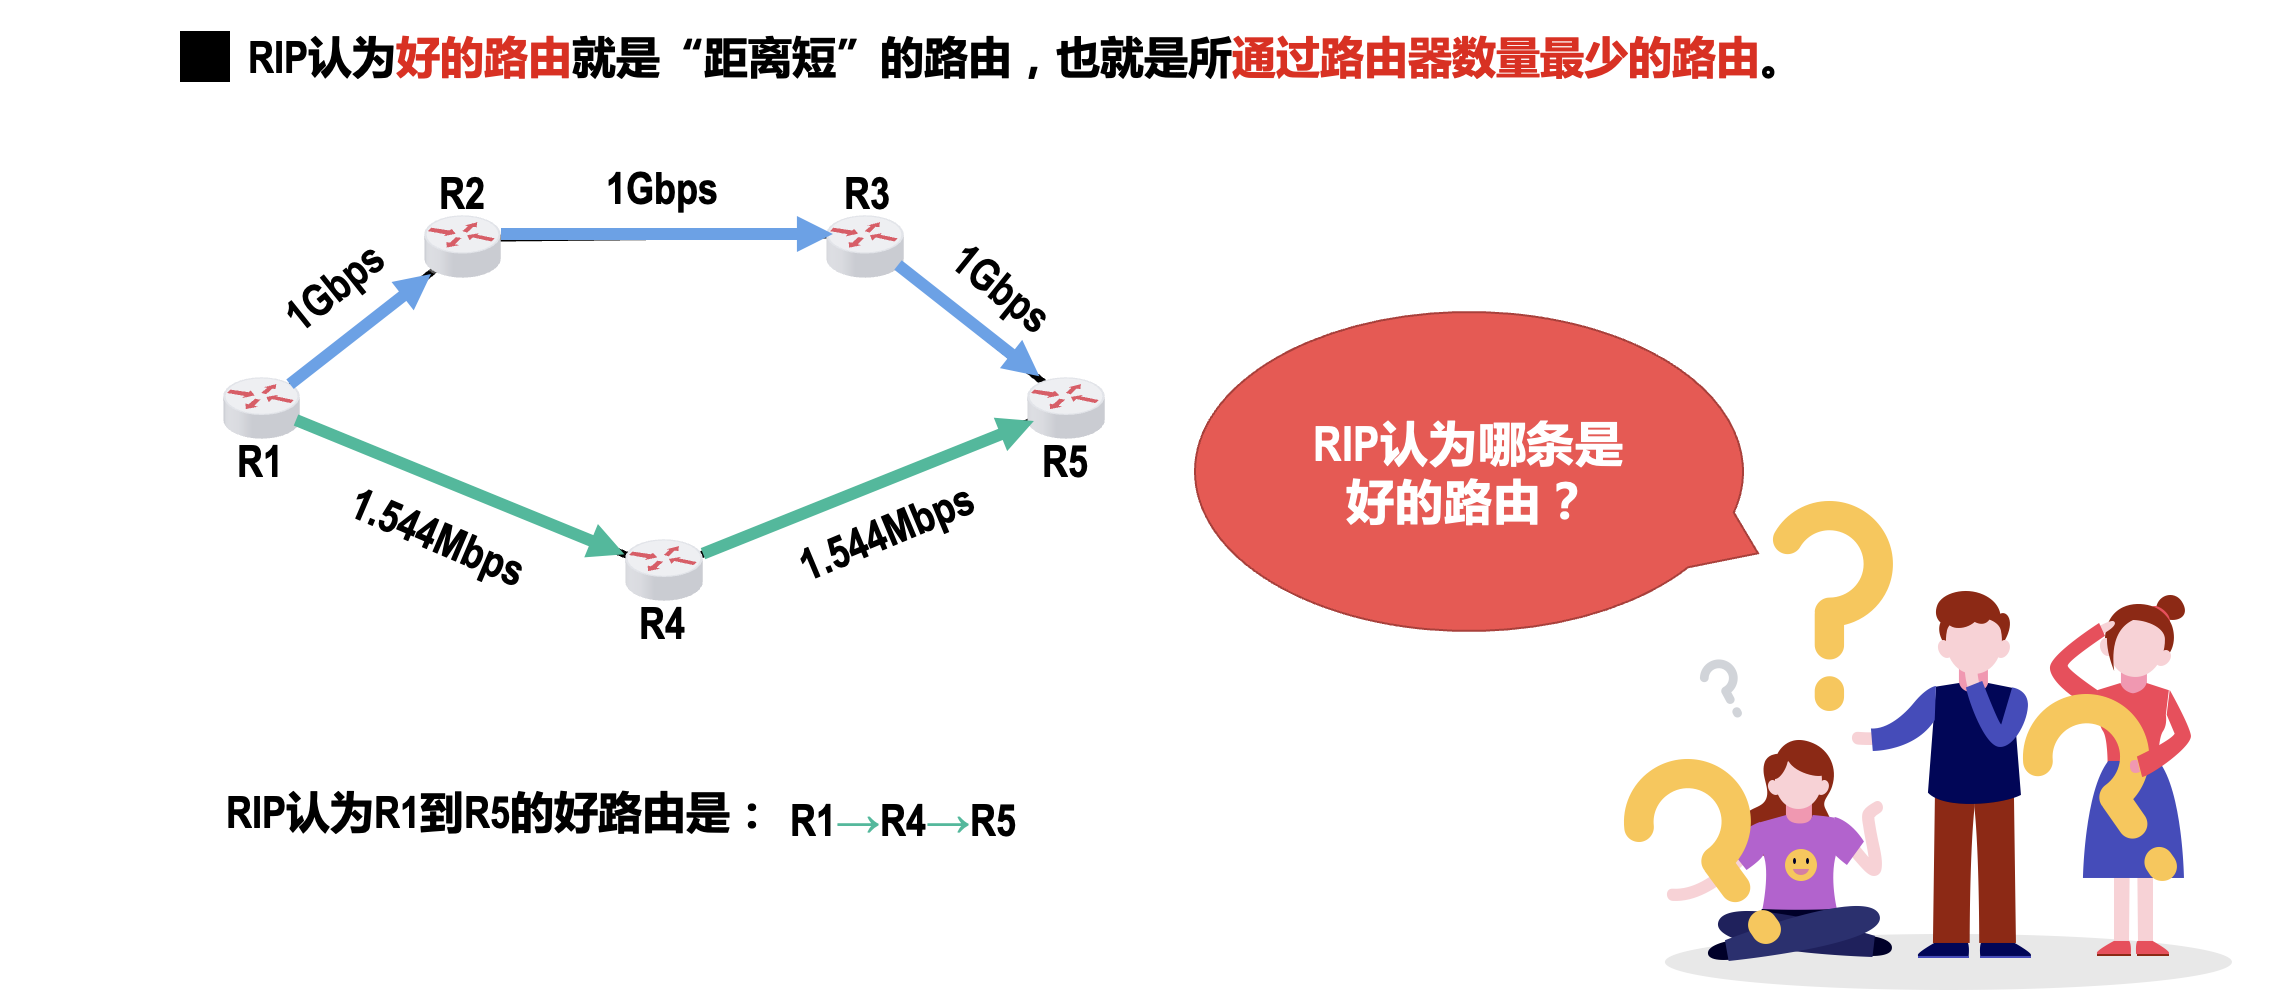 RIP认为好的路由就是“距离短”的路由，也就是所通过路由器数量最少的路由。
R2
1Gbps
R3
1Gbps
1Gbps
R1
R5
1.544Mbps
1.544Mbps
R4
RIP认为哪条是
好的路由？
RIP认为R1到R5的好路由是： R1→R4→R5